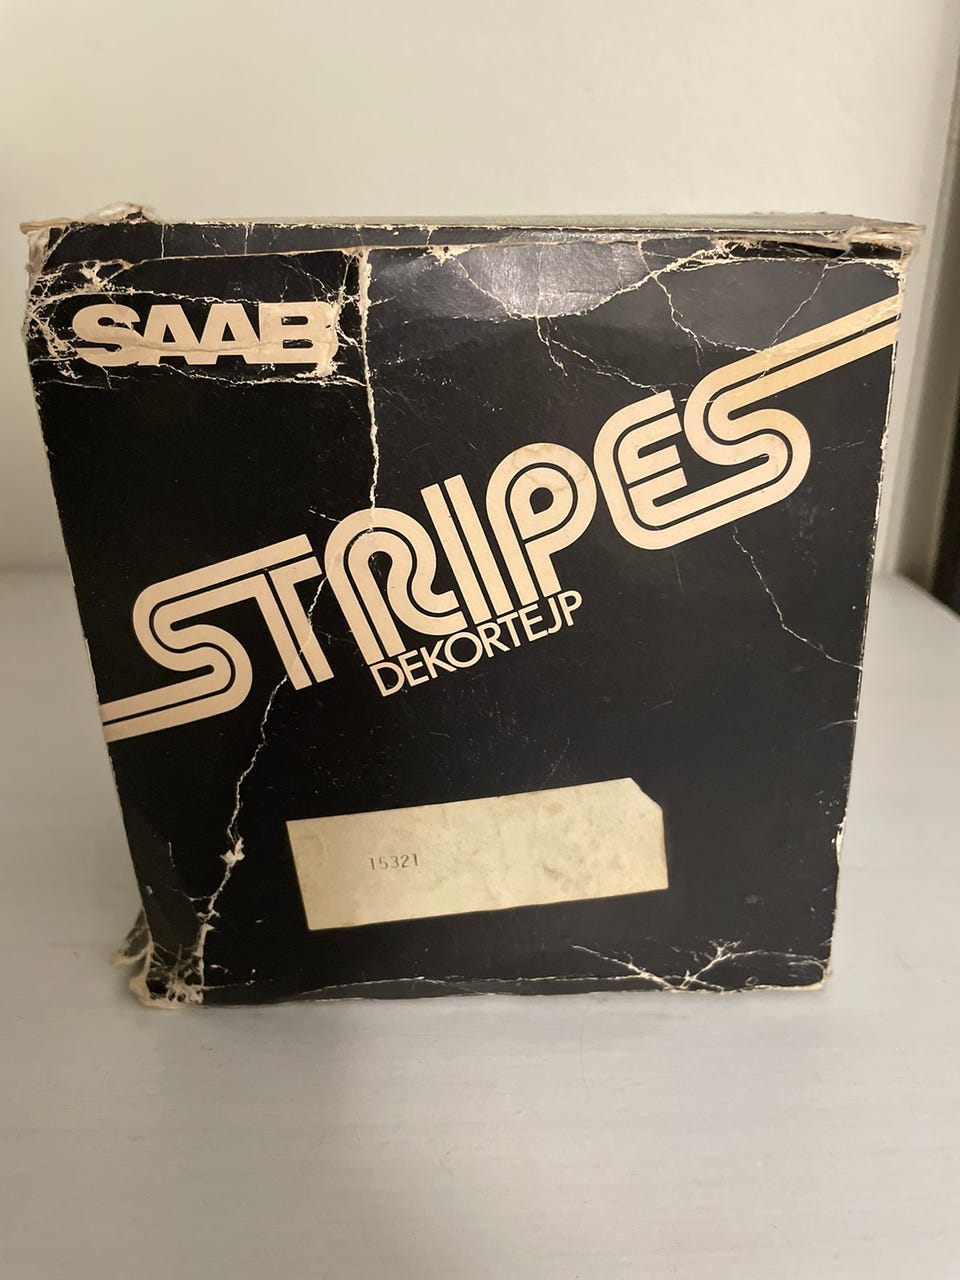 SAAB
STRIPES
DEKORTEJP
15321